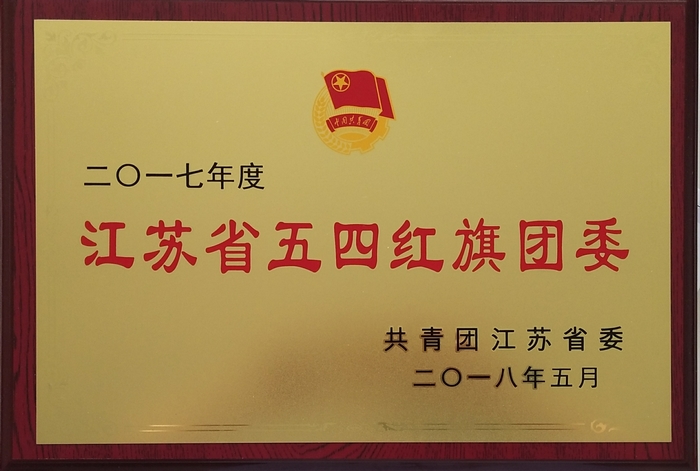 中国共青团
二〇一七年度
江苏省五四红旗团委
共青团江苏省委
二〇一八年五月